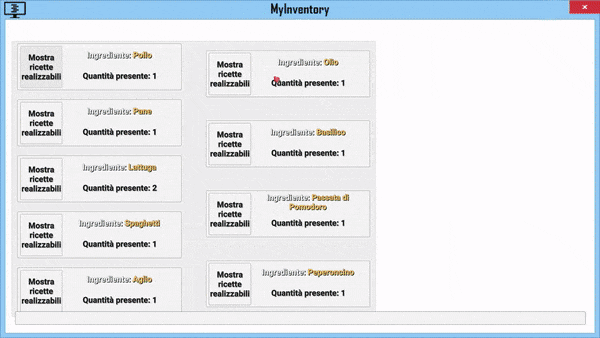 MyInventory
Mostra
ricette
realizzabili
Ingrediente: Pollo
Quantità presente: 1
Mostra
ricette
realizzabili
Ingrediente: Pane
Quantità presente: 1
Mostra
ricette
realizzabili
Ingrediente: Lattuga
Quantità presente: 2
Mostra
ricette
realizzabili
Ingrediente: Spaghetti
Quantità presente: 1
Mostra
ricette
realizzabili
Ingrediente: Aglio
Quantità presente: 1
Mostra
ricette
realizzabili
Ingrediente: Olio
Quantità presente: 1
Mostra
ricette
realizzabili
Ingrediente: Basilico
Quantità presente: 1
Mostra
ricette
realizzabili
Ingrediente: Passata di
Pomodoro
Quantità presente: 1
Mostra
ricette
realizzabili
Ingrediente: Peperoncino
Quantità presente: 1